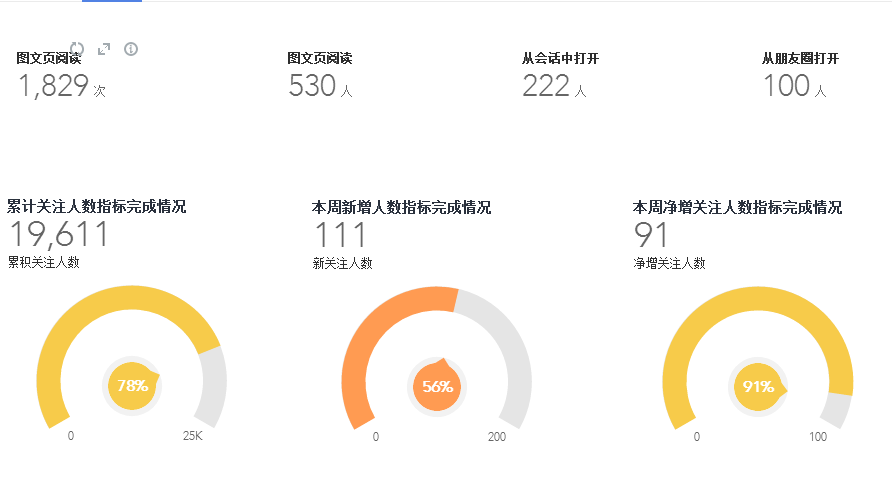 图文页阅读
1,829 次
图文页阅读
530 人
从会话中打开
222 人
从朋友圈打开
100 人
累计关注人数指标完成情况
19,611
累积关注人数
78%
0
25K
本周新增人数指标完成情况
111
新关注人数
56%
0
200
本周净增关注人数指标完成情况
91
净增关注人数
91%
0
100